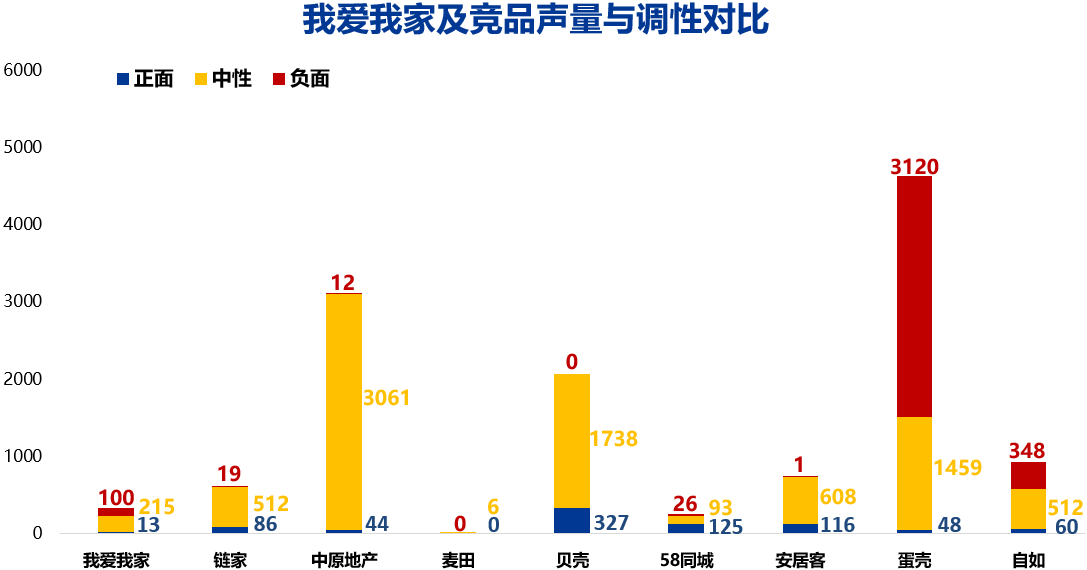 我爱我家及竞品声量与调性对比
6000
正面 中性 负面
5000
4000
3000
2000
1000
0
100 215 13
19 512 86
12 3061 44
0 6 0
0 1738 327
26 93 125
1 608 116
3120 1459 48
348 512 60
我爱我家 链家 中原地产 麦田 贝壳 58同城 安居客 蛋壳 自如